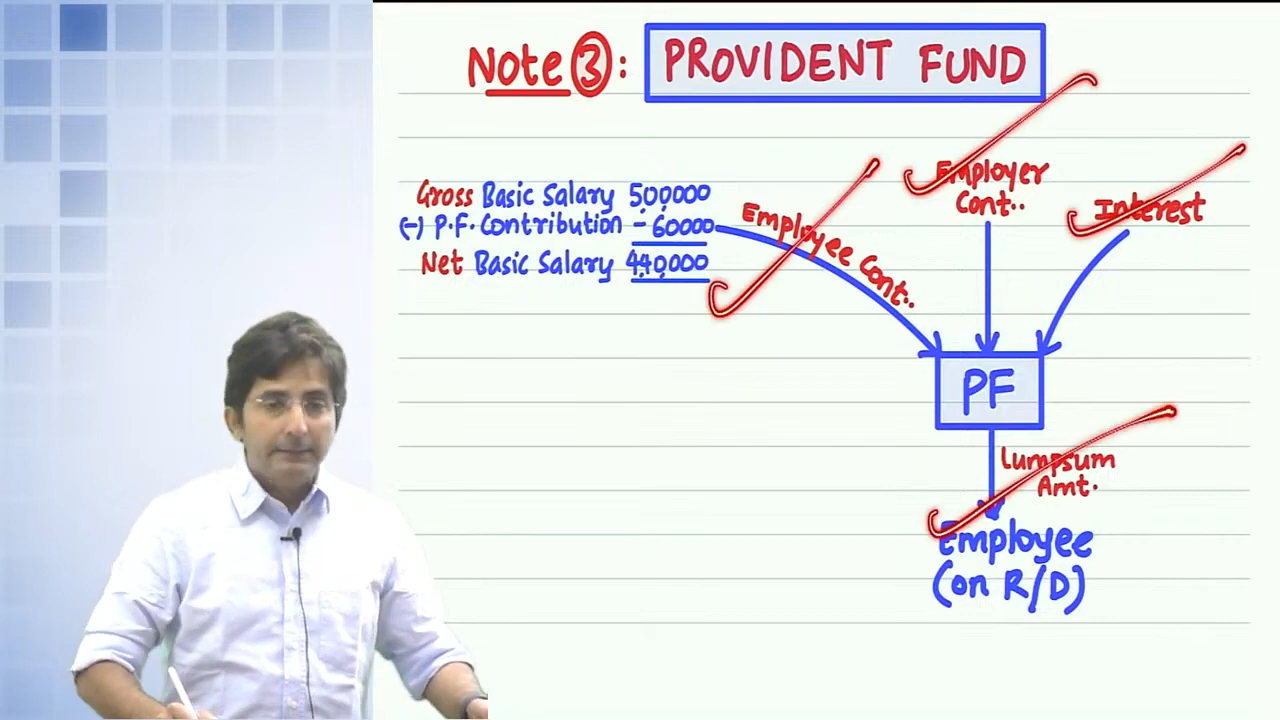 Note ③: PROVIDENT FUND
Gross Basic Salary 500000
(-) P.F. Contribution - 60000
Net Basic Salary 440000
Employee Cont..
Employer
Cont..
Interest
PF
Lumpsum
Amt.
Employee
(on R/D)